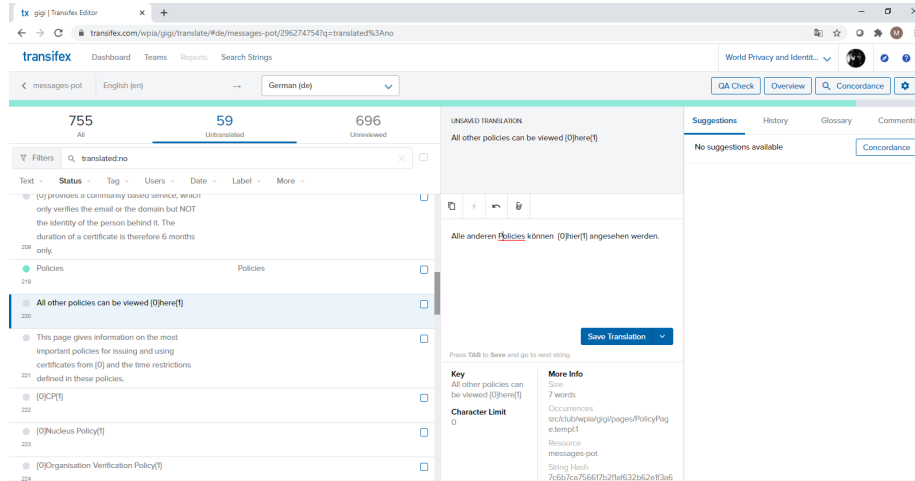 tx gigi | Transifex Editor
transifex.com/wpia/gigi/translate/#de/messages-pot/29627475?q=translated%3Ano
M
transifex Dashboard Teams Reports Search Strings World Privacy and Identit...
messages-pot English (en) → German (de) QA Check Overview Concordance
755 59 696
All Untranslated Unreviewed
Filters translated:no
Text Status Tag Users Date Label More
{0} provides a community based service, which
only verifies the email or the domain but NOT
the identity of the person behind it. The
duration of a certificate is therefore 6 months
209 only.
Policies Policies
219
All other policies can be viewed {0}here{1}
220
This page gives information on the most
important policies for issuing and using
certificates from {0} and the time restrictions
221 defined in these policies.
{0}CP{1}
222
{0}Nucleus Policy{1}
223
{0}Organisation Verification Policy{1}
224
UNSAVED TRANSLATION.
All other policies can be viewed {0}here{1}
Alle anderen Policies können {0}hier{1} angesehen werden.
Save Translation
Press TAB to Save and go to next string
Key
All other policies can
be viewed {0}here{1}
Character Limit
0
More Info
Size
7 words
Occurrences
src/club/wpia/gigi/pages/PolicyPag
e.templ:1
Resource
messages-pot
String Hash
7c6b7ca756617b2f1af632b62e1f3a6
Suggestions History Glossary Comments
No suggestions available Concordance